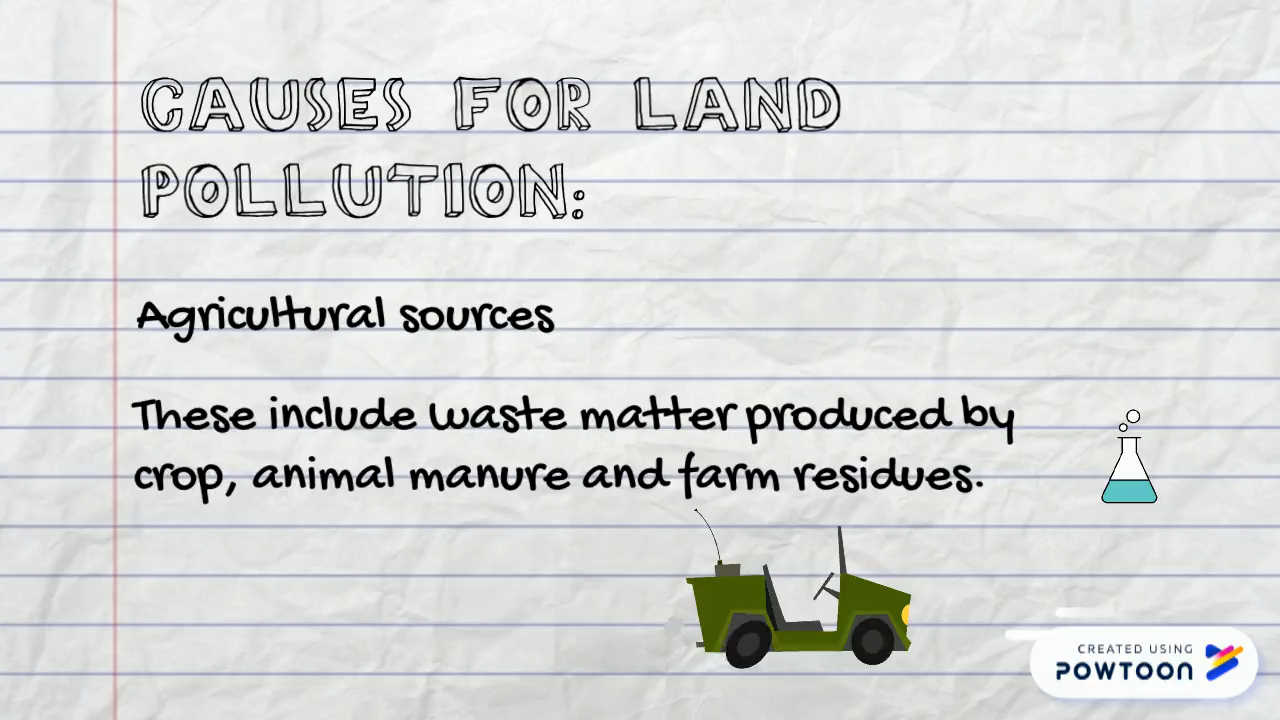 CAUSES FOR LAND
POLLUTION:
Agricultural sources
These include waste matter produced by
crop, animal manure and farm residues.
CREATED USING
POWTOON